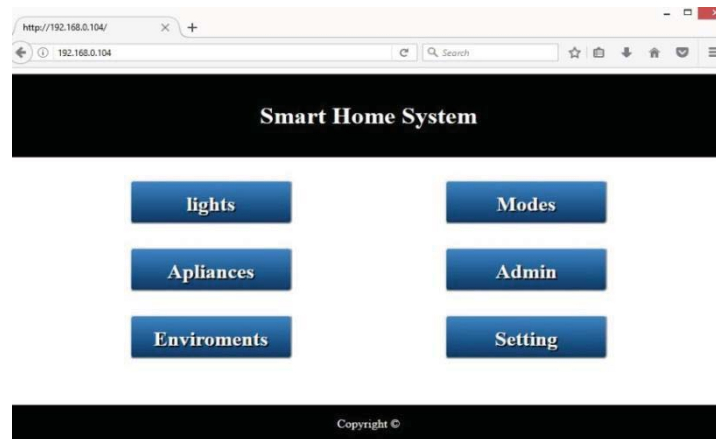 http://192.168.0.104/
192.168.0.104
Search
Smart Home System
lights Modes
Apliances Admin
Enviroments Setting
Copyright ©